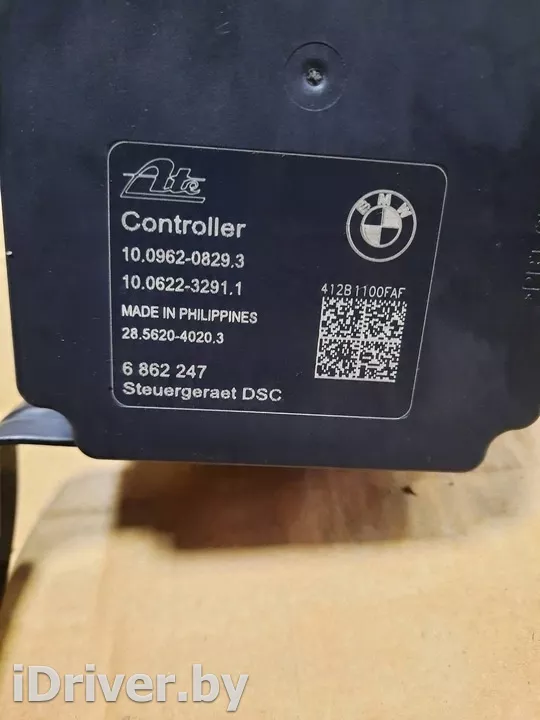 Ate
BMW
Controller
10.0962-0829.3
10.0622-3291.1
412B1100FAF
MADE IN PHILIPPINES
28.5620-4020.3
6 862 247
Steuergeraet DSC
iDriver.by